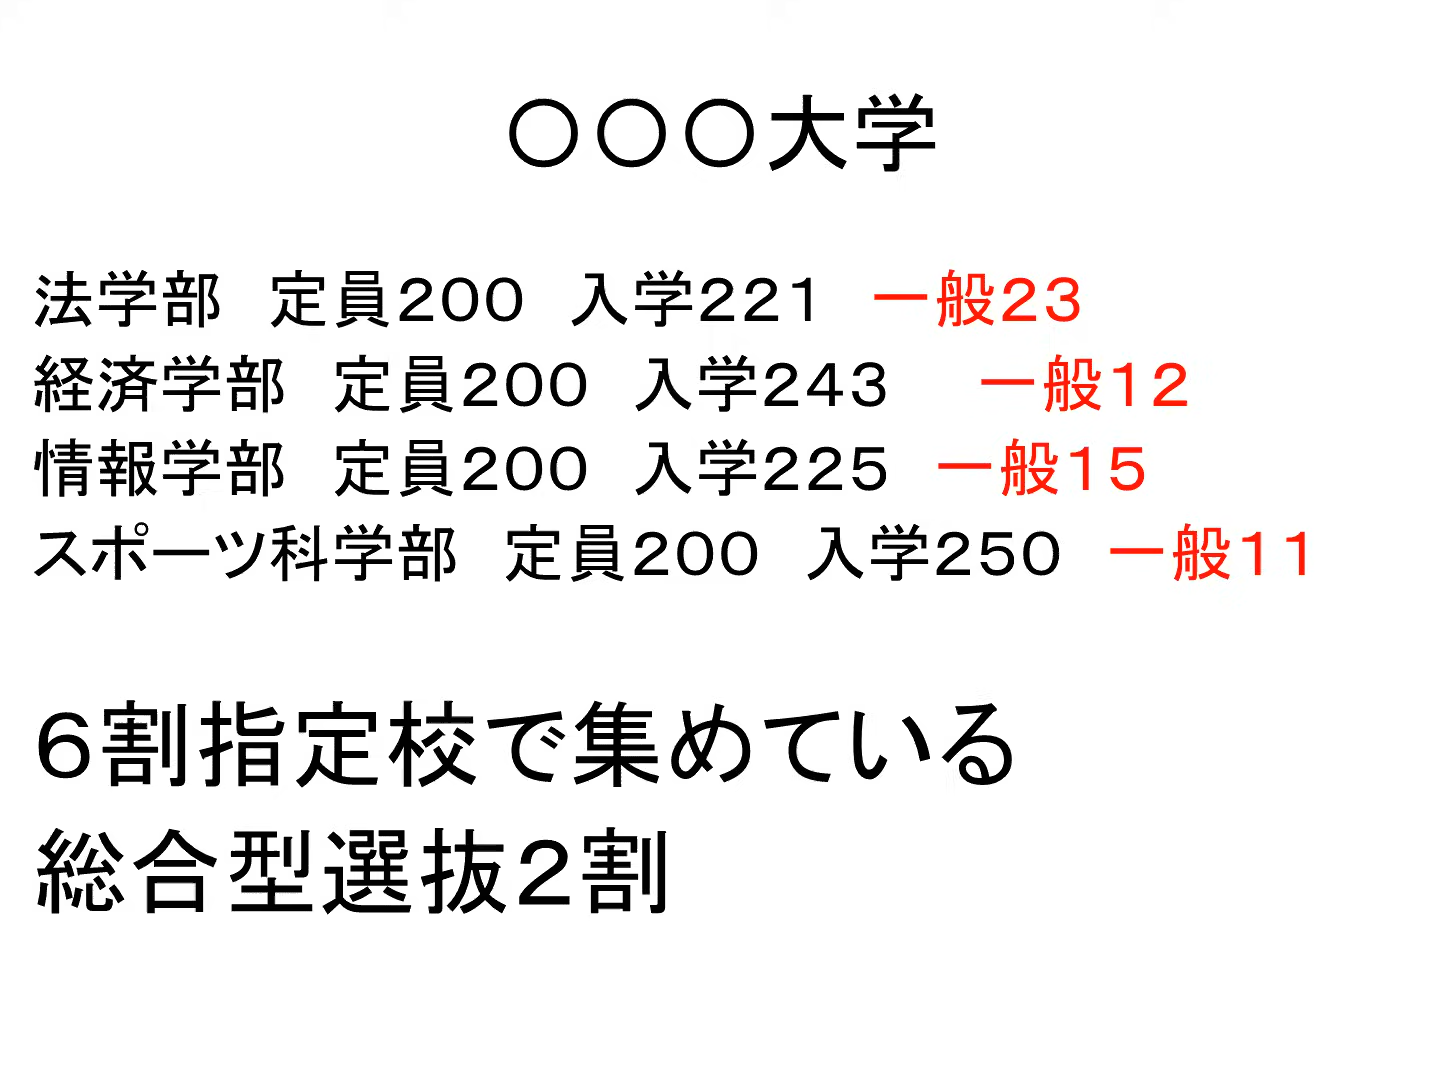 〇〇〇大学
法学部　定員２００　入学２２１　一般２３
経済学部　定員２００　入学２４３　一般１２
情報学部　定員２００　入学２２５　一般１５
スポーツ科学部　定員２００　入学２５０　一般１１
６割指定校で集めている
総合型選抜２割